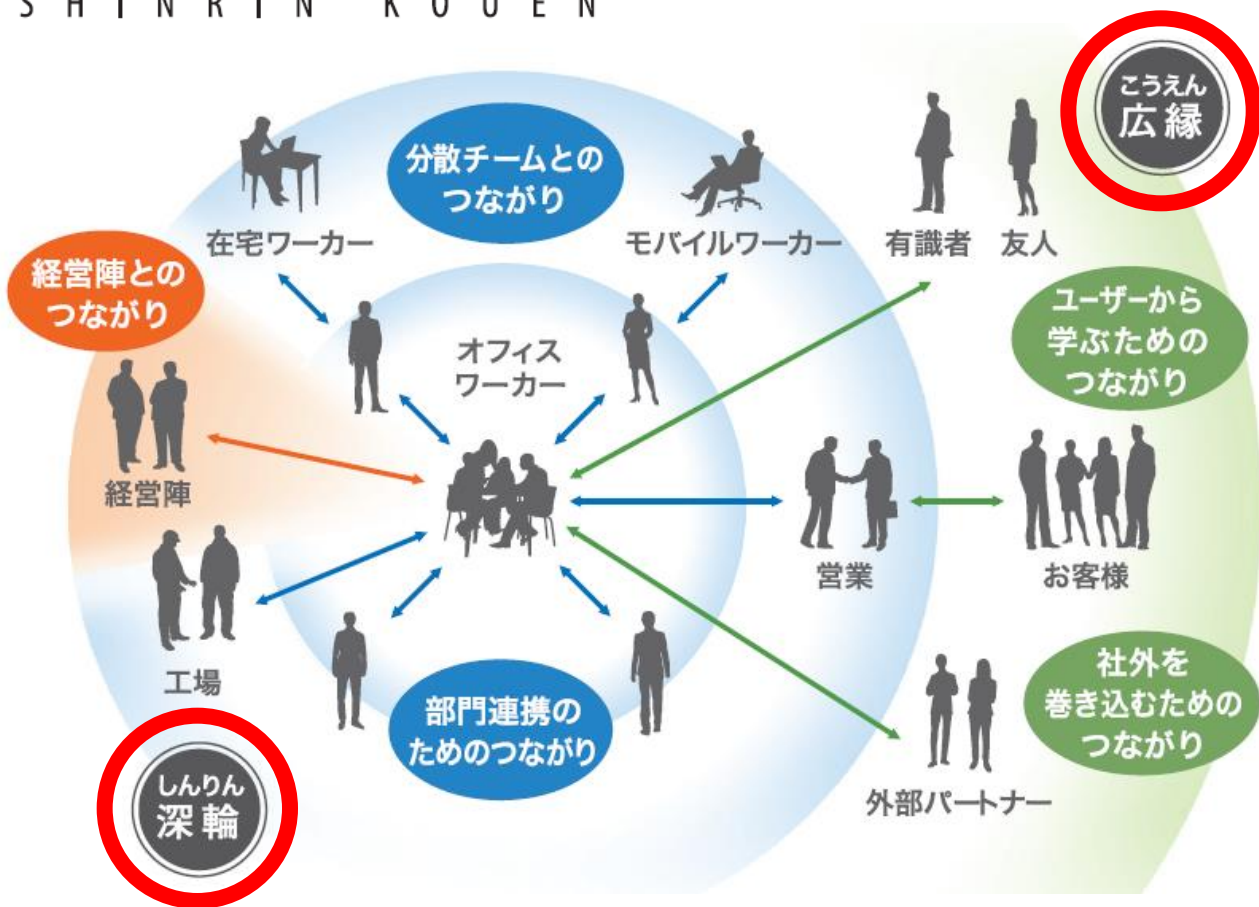 SHINRIN KOUEN
こうえん
広縁
分散チームとの
つながり
在宅ワーカー
モバイルワーカー
有識者
友人
経営陣との
つながり
オフィス
ワーカー
ユーザーから
学ぶための
つながり
経営陣
営業
お客様
工場
部門連携の
ためのつながり
社外を
巻き込むための
つながり
しんりん
深輪
外部パートナー